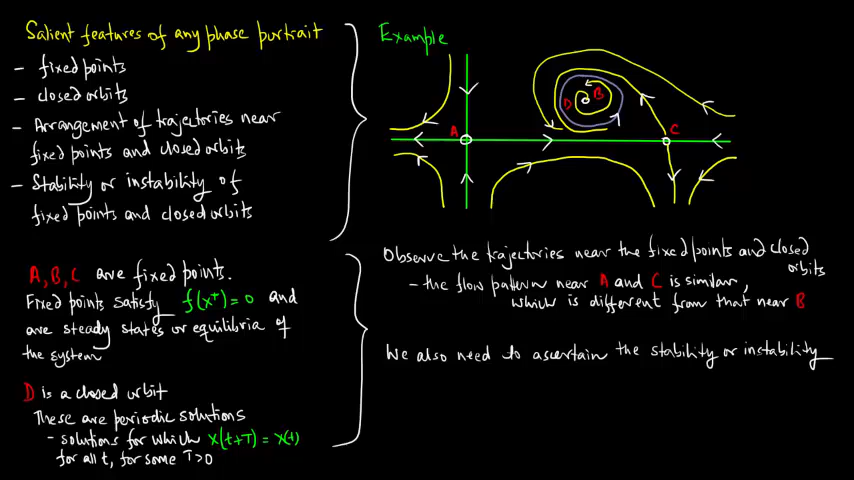 Salient features of any phase portrait
- fixed points
- closed orbits
- Arrangement of trajectories near
fixed points and closed orbits
- Stability or instability of
fixed points and closed orbits
A, B, C are fixed points.
Fixed points satisfy f(x*)=0 and
are steady states or equilibria of
the system
D is a closed orbit
These are periodic solutions
- solutions for which x(t+T) = x(t)
for all t, for some T>0
Example
A
D
B
C
Observe the trajectories near the fixed points and closed
orbits
- the flow pattern near A and C is similar,
which is different from that near B
We also need to ascertain the stability or instability